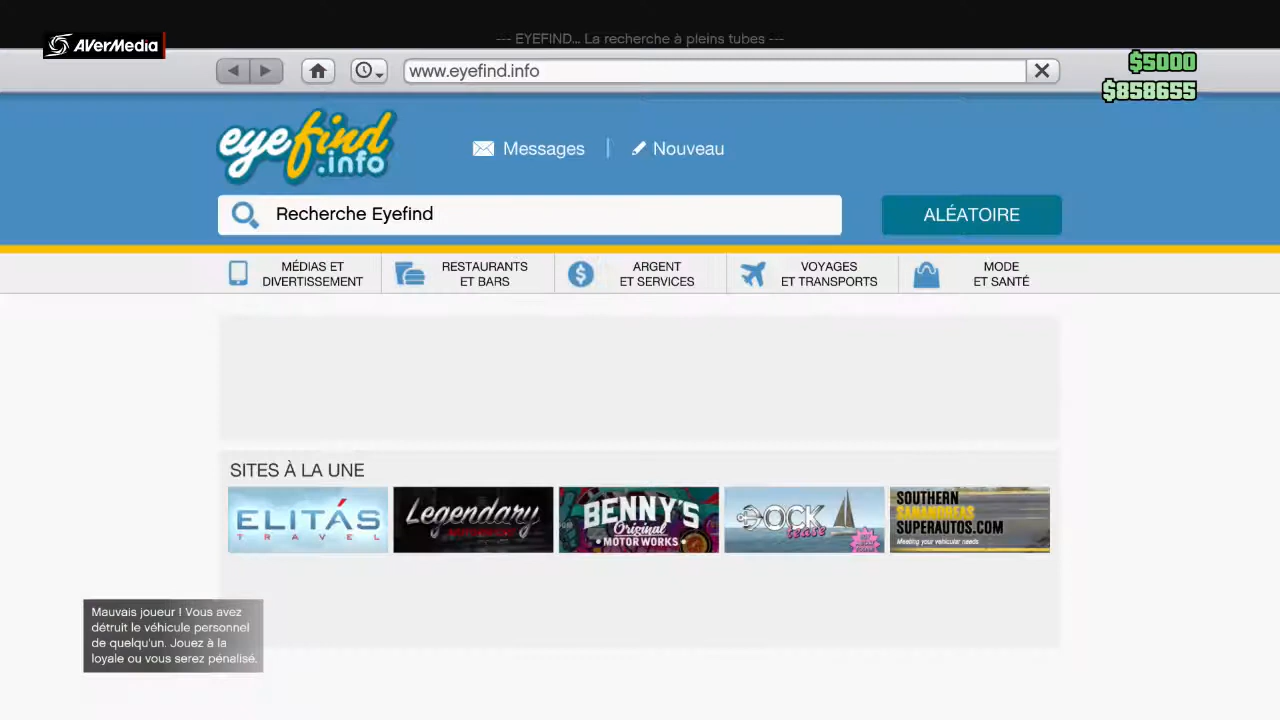 AVerMedia
--- EYEFIND... La recherche à pleins tubes ---
www.eyefind.info
$5000
$858655
eyefind
.info
Messages
Nouveau
Recherche Eyefind
ALÉATOIRE
MÉDIAS ET
DIVERTISSEMENT
RESTAURANTS
ET BARS
ARGENT
ET SERVICES
VOYAGES
ET TRANSPORTS
MODE
ET SANTÉ
SITES À LA UNE
ELITÁS
TRAVEL
Legendary
BENNY'S
Original
MOTORWORKS
DOCK
tease
SOUTHERN
SANANDREAS
SUPERAUTOS.COM
Meeting your vehicular needs
Mauvais joueur ! Vous avez
détruit le véhicule personnel
de quelqu'un. Jouez à la
loyale ou vous serez pénalisé.